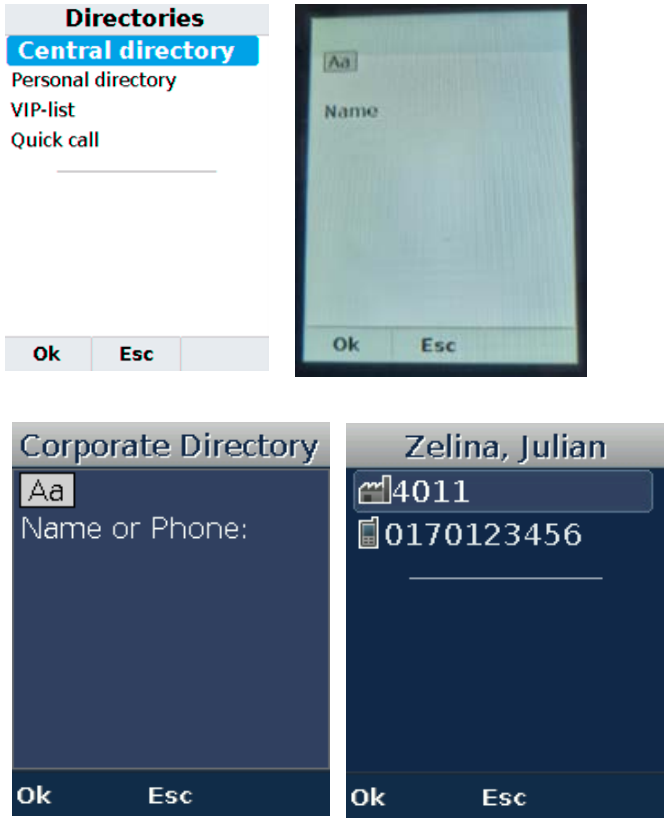 Directories
Central directory
Personal directory
VIP-list
Quick call
Ok Esc
Aa
Name
Ok Esc
Corporate Directory
Aa
Name or Phone:
Ok Esc
Zelina, Julian
4011
0170123456
Ok Esc